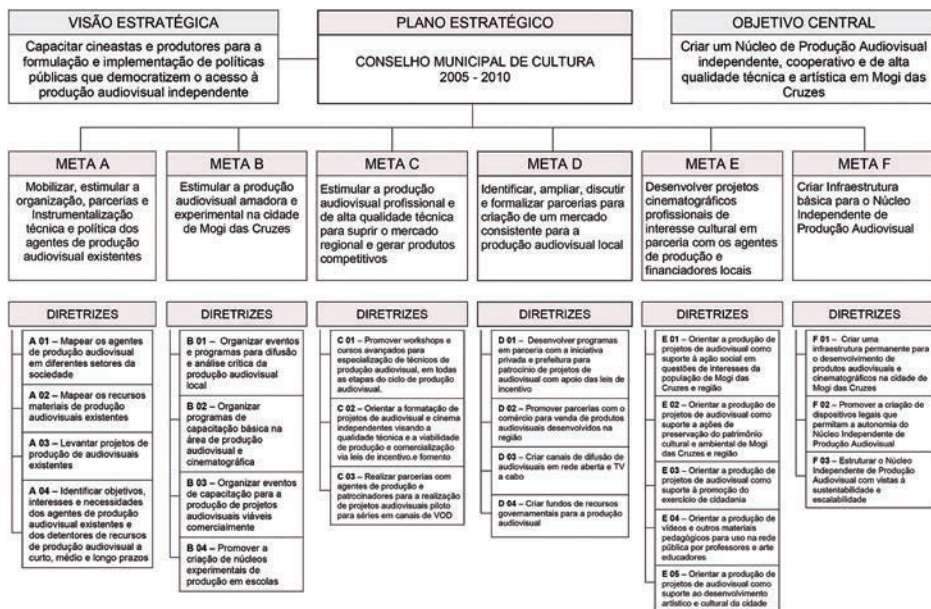 VISÃO ESTRATÉGICA
Capacitar cineastas e produtores para a
formulação e implementação de políticas
públicas que democratizem o acesso à
produção audiovisual independente
PLANO ESTRATÉGICO
CONSELHO MUNICIPAL DE CULTURA
2005 - 2010
OBJETIVO CENTRAL
Criar um Núcleo de Produção Audiovisual
independente, cooperativo e de alta
qualidade técnica e artística em Mogi das
Cruzes
META A
Mobilizar, estimular a
organização, parcerias e
Instrumentalização
técnica e política dos
agentes de produção
audiovisual existentes
META B
Estimular a produção
audiovisual amadora e
experimental na cidade
de Mogi das Cruzes
META C
Estimular a produção
audiovisual profissional e
de alta qualidade técnica
para suprir o mercado
regional e gerar produtos
competitivos
META D
Identificar, ampliar, discutir
e formalizar parcerias para
criação de um mercado
consistente para a
produção audiovisual local
META E
Desenvolver projetos
cinematográficos
profissionais de
interesse cultural em
parceria com os agentes
de produção e
financiadores locais
META F
Criar Infraestrutura
básica para o Núcleo
Independente de
Produção Audiovisual
DIRETRIZES
A 01 – Mapear os agentes
de produção audiovisual
em diferentes setores da
sociedade
A 02 – Mapear os recursos
materiais de produção
audiovisuais existentes
A 03 – Levantar projetos
de produção de audiovisuais
existentes
A 04 – Identificar objetivos,
interesses e necessidades
dos agentes de produção
audiovisual existentes e
dos detentores de recursos
de produção audiovisual a
curto, médio e longo prazos
DIRETRIZES
B 01 – Organizar eventos
e programas para difusão
e análise crítica da
produção audiovisual
local
B 02 – Organizar
programas de
capacitação básica na
área de produção
audiovisual e
cinematográfica
B 03 – Organizar eventos
de capacitação para a
produção de projetos
audiovisuais viáveis
comercialmente
B 04 – Promover a
criação de núcleos
experimentais de
produção em escolas
DIRETRIZES
C 01 – Promover workshops e
cursos avançados para
especialização de técnicos de
produção audiovisual, em todas
as etapas do ciclo de produção
audiovisual.
C 02 – Orientar a formatação de
projetos de audiovisual e cinema
independentes visando a
qualidade técnica e a viabilidade
de produção e comercialização
via leis de incentivo.e fomento
C 03 – Realizar parcerias com
agentes de produção e
patrocinadores para a realização
de projetos audiovisuais piloto
para séries em canais de VOD
DIRETRIZES
D 01 – Desenvolver programas
em parceria com a iniciativa
privada e prefeitura para
patrocínio de projetos de
audiovisual com apoio das leis de
incentivo
D 02 – Promover parcerias com o
comércio para venda de produtos
audiovisuais desenvolvidos na
região
D 03 – Criar canais de difusão de
audiovisuais em rede aberta e TV
a cabo
D 04 – Criar fundos de recursos
governamentais para a produção
audiovisual
DIRETRIZES
E 01 – Orientar a produção de
projetos de audiovisual como
suporte à ação social em
questões de interesses da
população de Mogi das
Cruzes e região
E 02 – Orientar a produção de
projetos de audiovisual como
suporte a ações de
preservação do patrimônio
cultural e ambiental de Mogi
das Cruzes e região
E 03 – Orientar a produção de
projetos de audiovisual como
suporte à promoção do
exercício de cidadania
E 04 – Orientar a produção de
vídeos e outros materiais
pedagógicos para uso na rede
pública por professores e arte
educadores
E 05 – Orientar a produção de
projetos de audiovisual como
suporte ao desenvolvimento
artístico e cultural da cidade
DIRETRIZES
F 01 – Criar uma
infraestrutura permanente para
o desenvolvimento de
produtos audiovisuais e
cinematográficos na cidade de
Mogi das Cruzes
F 02 – Promover a criação de
dispositivos legais que
permitam a autonomia do
Núcleo Independente de
Produção Audiovisual
F 03 – Estruturar o Núcleo
Independente de Produção
Audiovisual com vistas à
sustentabilidade e
escalabilidade